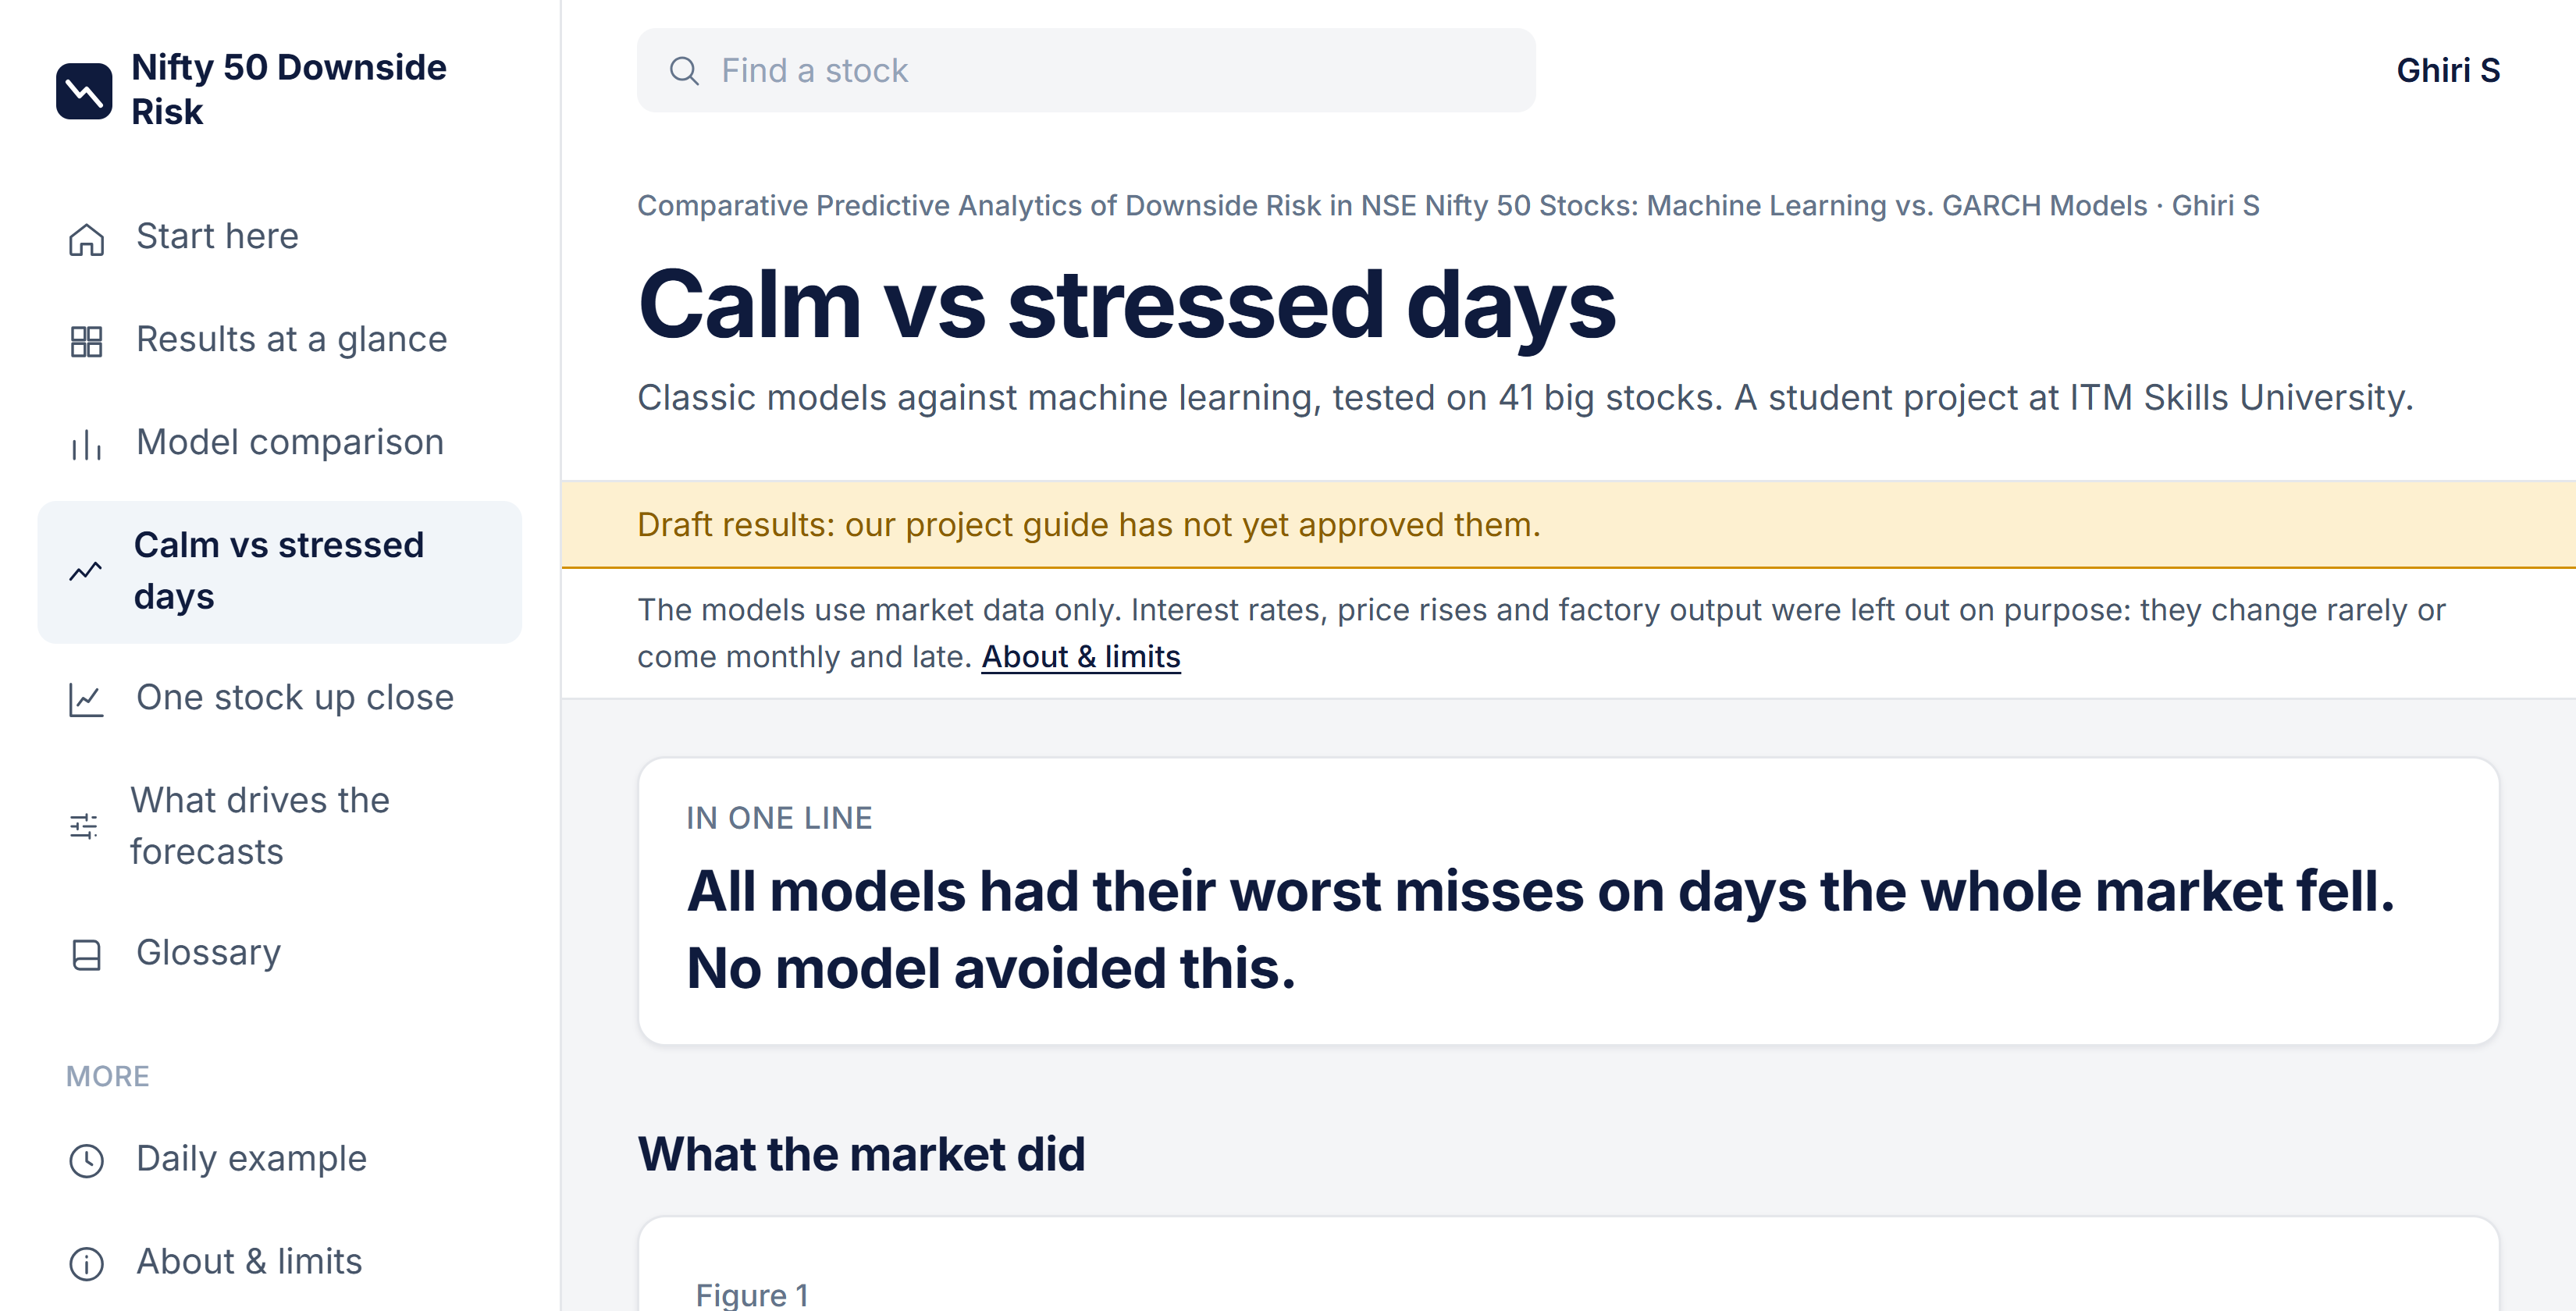 Nifty 50 Downside
Risk
Start here
Results at a glance
Model comparison
Calm vs stressed
days
One stock up close
What drives the
forecasts
Glossary
MORE
Daily example
About & limits
Find a stock
Ghiri S
Comparative Predictive Analytics of Downside Risk in NSE Nifty 50 Stocks: Machine Learning vs. GARCH Models · Ghiri S
Calm vs stressed days
Classic models against machine learning, tested on 41 big stocks. A student project at ITM Skills University.
Draft results: our project guide has not yet approved them.
The models use market data only. Interest rates, price rises and factory output were left out on purpose: they change rarely or
come monthly and late. About & limits
IN ONE LINE
All models had their worst misses on days the whole market fell.
No model avoided this.
What the market did
Figure 1